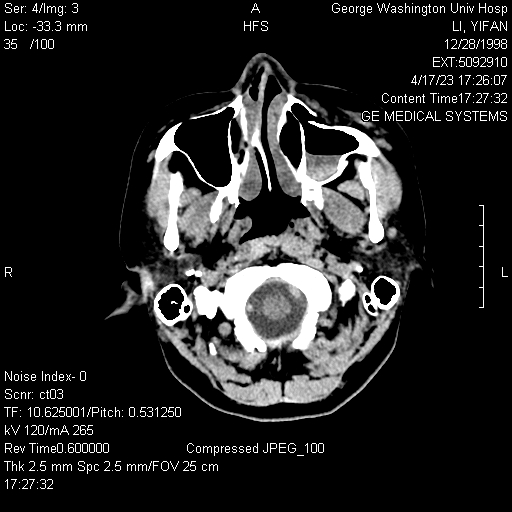 Ser: 4/Img: 3
Loc: -33.3 mm
35 /100
A
HFS
George Washington Univ Hosp
LI, YIFAN
12/28/1998
EXT:5092910
4/17/23 17:26:07
Content Time17:27:32
GE MEDICAL SYSTEMS
R
L
Noise Index- 0
Scnr: ct03
TF: 10.625001/Pitch: 0.531250
kV 120/mA 265
Rev Time0.600000
Compressed JPEG_100
Thk 2.5 mm Spc 2.5 mm/FOV 25 cm
17:27:32